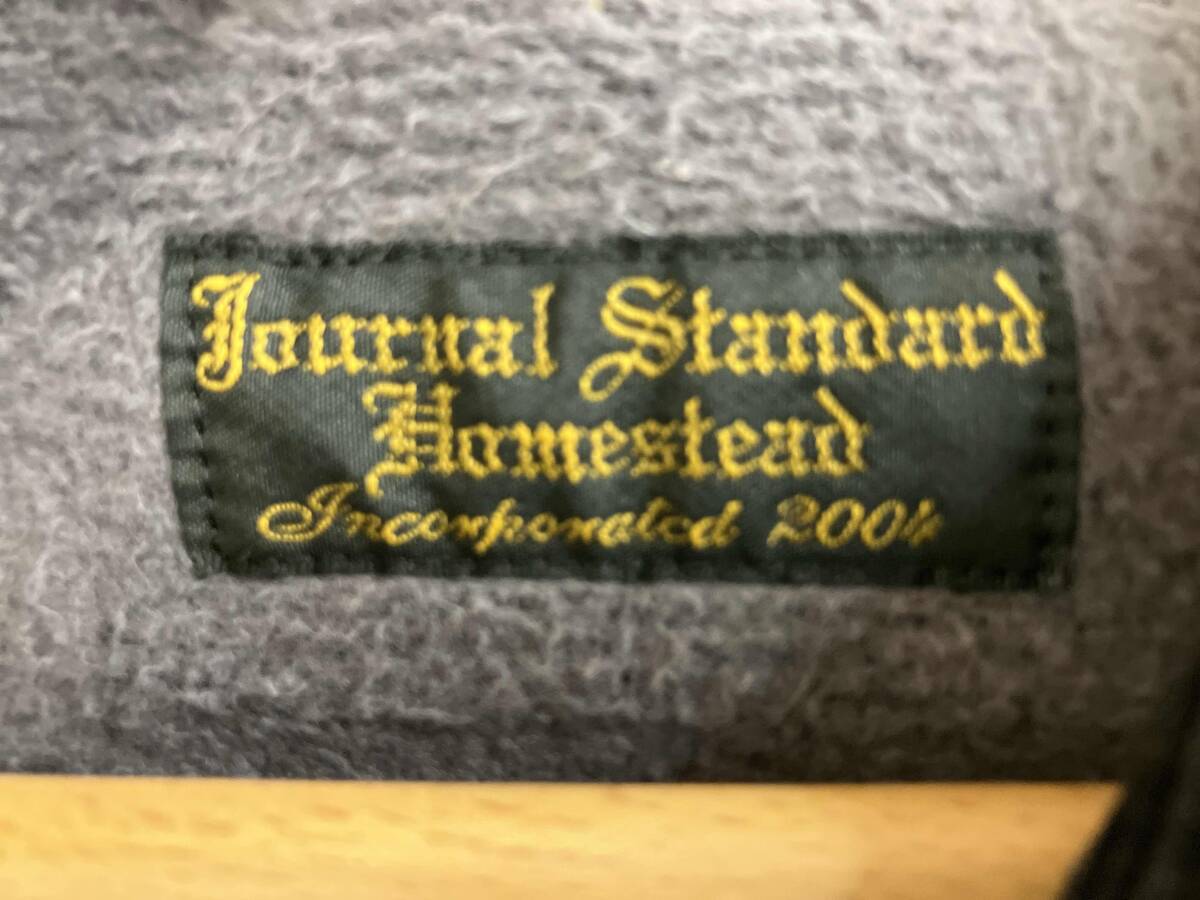 Journal Standard
Homestead
Incorporated 2004